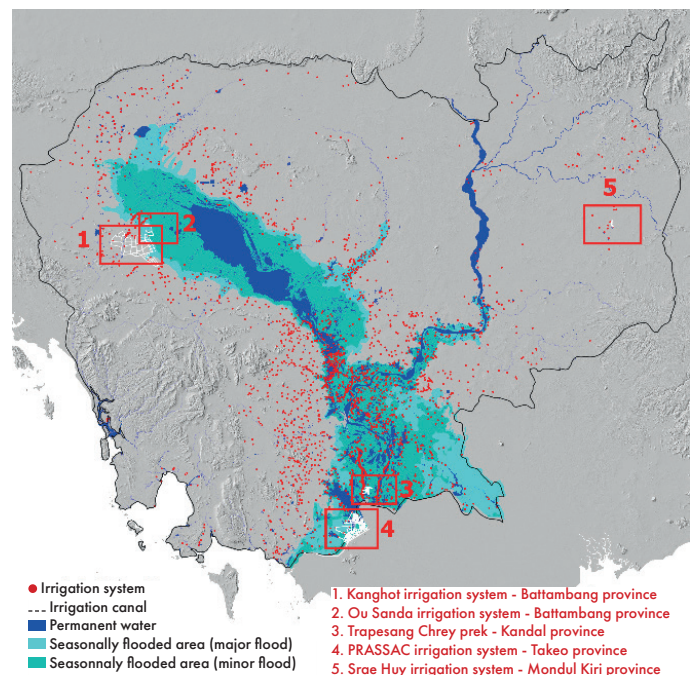 5
2
1
3
4
Irrigation system
Irrigation canal
Permanent water
Seasonally flooded area (major flood)
Seasonnaly flooded area (minor flood)
1. Kanghot irrigation system - Battambang province
2. Ou Sanda irrigation system - Battambang province
3. Trapesang Chrey prek - Kandal province
4. PRASSAC irrigation system - Takeo province
5. Srae Huy irrigation system - Mondul Kiri province